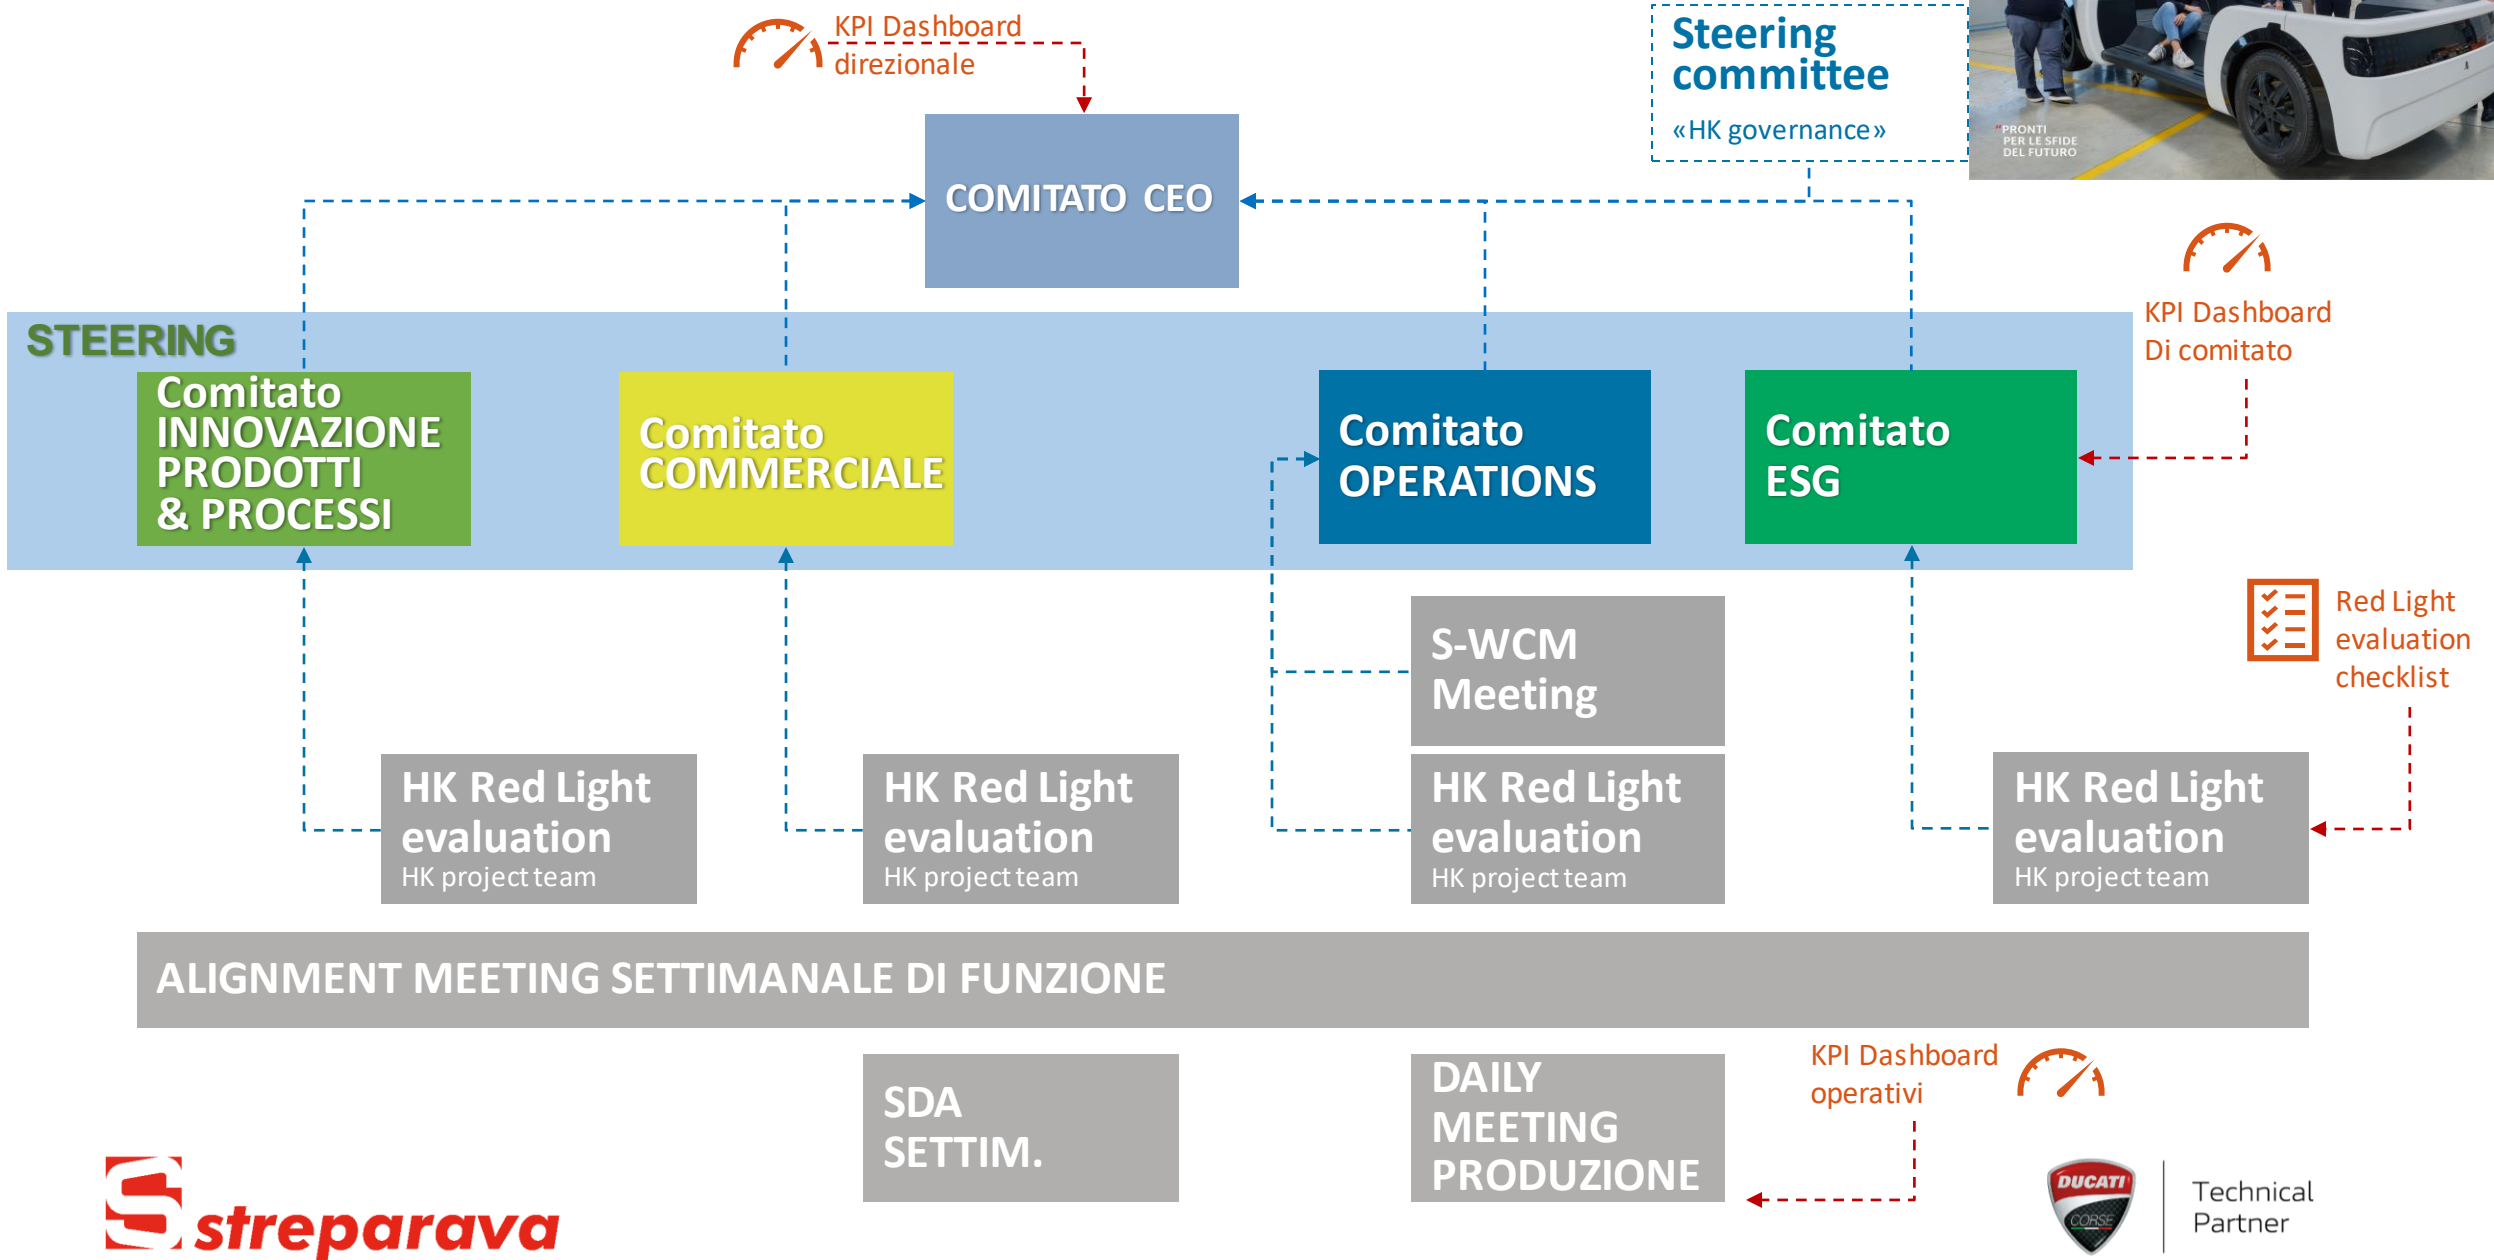 KPI Dashboard
direzionale
Steering
committee
«HK governance»
"PRONTI
PER LE SFIDE
DEL FUTURO
COMITATO CEO
KPI Dashboard
Di comitato
STEERING
Comitato
INNOVAZIONE
PRODOTTI
& PROCESSI
Comitato
COMMERCIALE
Comitato
OPERATIONS
Comitato
ESG
S-WCM
Meeting
Red Light
evaluation
checklist
HK Red Light
evaluation
HK project team
HK Red Light
evaluation
HK project team
HK Red Light
evaluation
HK project team
HK Red Light
evaluation
HK project team
ALIGNMENT MEETING SETTIMANALE DI FUNZIONE
SDA
SETTIM.
DAILY
MEETING
PRODUZIONE
KPI Dashboard
operativi
streparava
DUCATI
CORSE
Technical
Partner